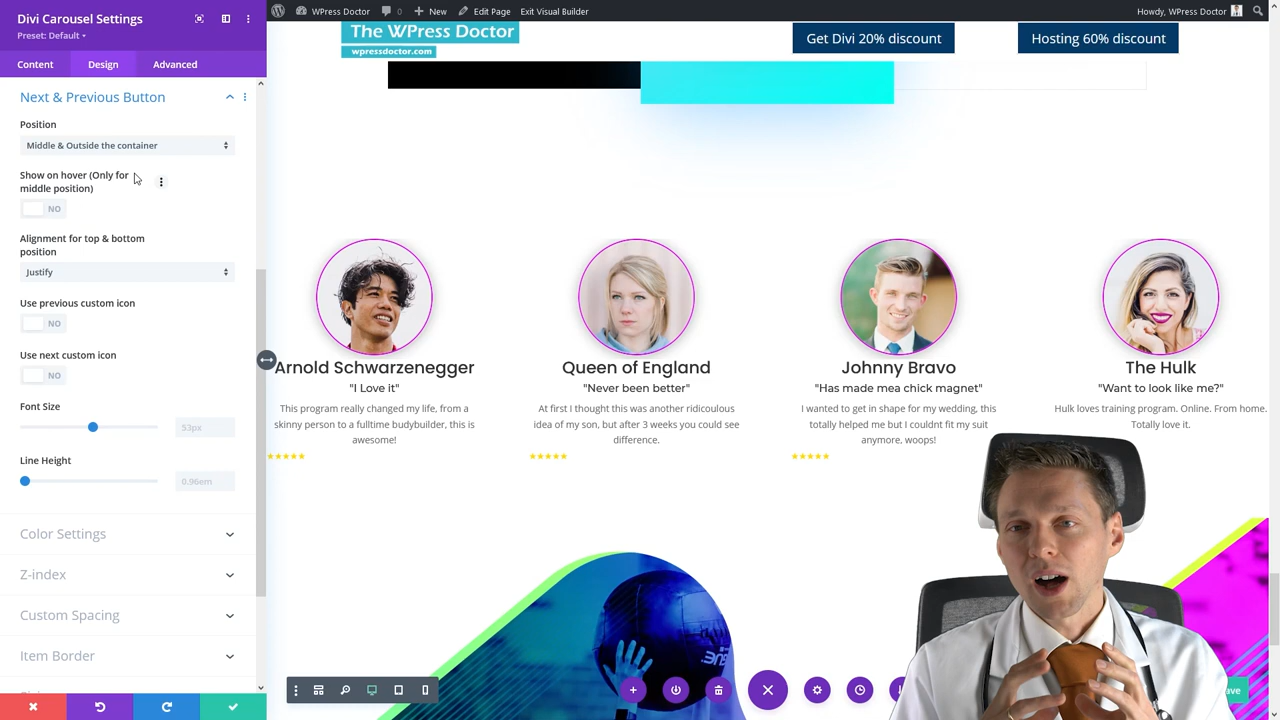 Divi Carousel Settings
Preset: Default
Content
Design
Advanced
Next & Previous Button
Position
Middle & Outside the container
Show on hover (Only for
middle position)
NO
Alignment for top & bottom
position
Justify
Use previous custom icon
NO
Use next custom icon
NO
Font Size
53px
Line Height
0.96em
Color Settings
Z-index
Custom Spacing
Item Border
WPress Doctor
0
New
Edit Page
Exit Visual Builder
Howdy, WPress Doctor
The WPress Doctor
wpressdoctor.com
Get Divi 20% discount
Hosting 60% discount
Arnold Schwarzenegger
"I Love it"
This program really changed my life, from a
skinny person to a fulltime budybuilder, this is
awesome!
Queen of England
"Never been better"
At first I thought this was another ridiculous
idea of my son, but after 3 weeks you could see
difference.
Johnny Bravo
"Has made mea chick magnet"
I wanted to get in shape for my wedding, this
totally helped me but I couldnt fit my suit
anymore, woops!
The Hulk
"Want to look like me?"
Hulk loves training program. Online. From home.
Totally love it.